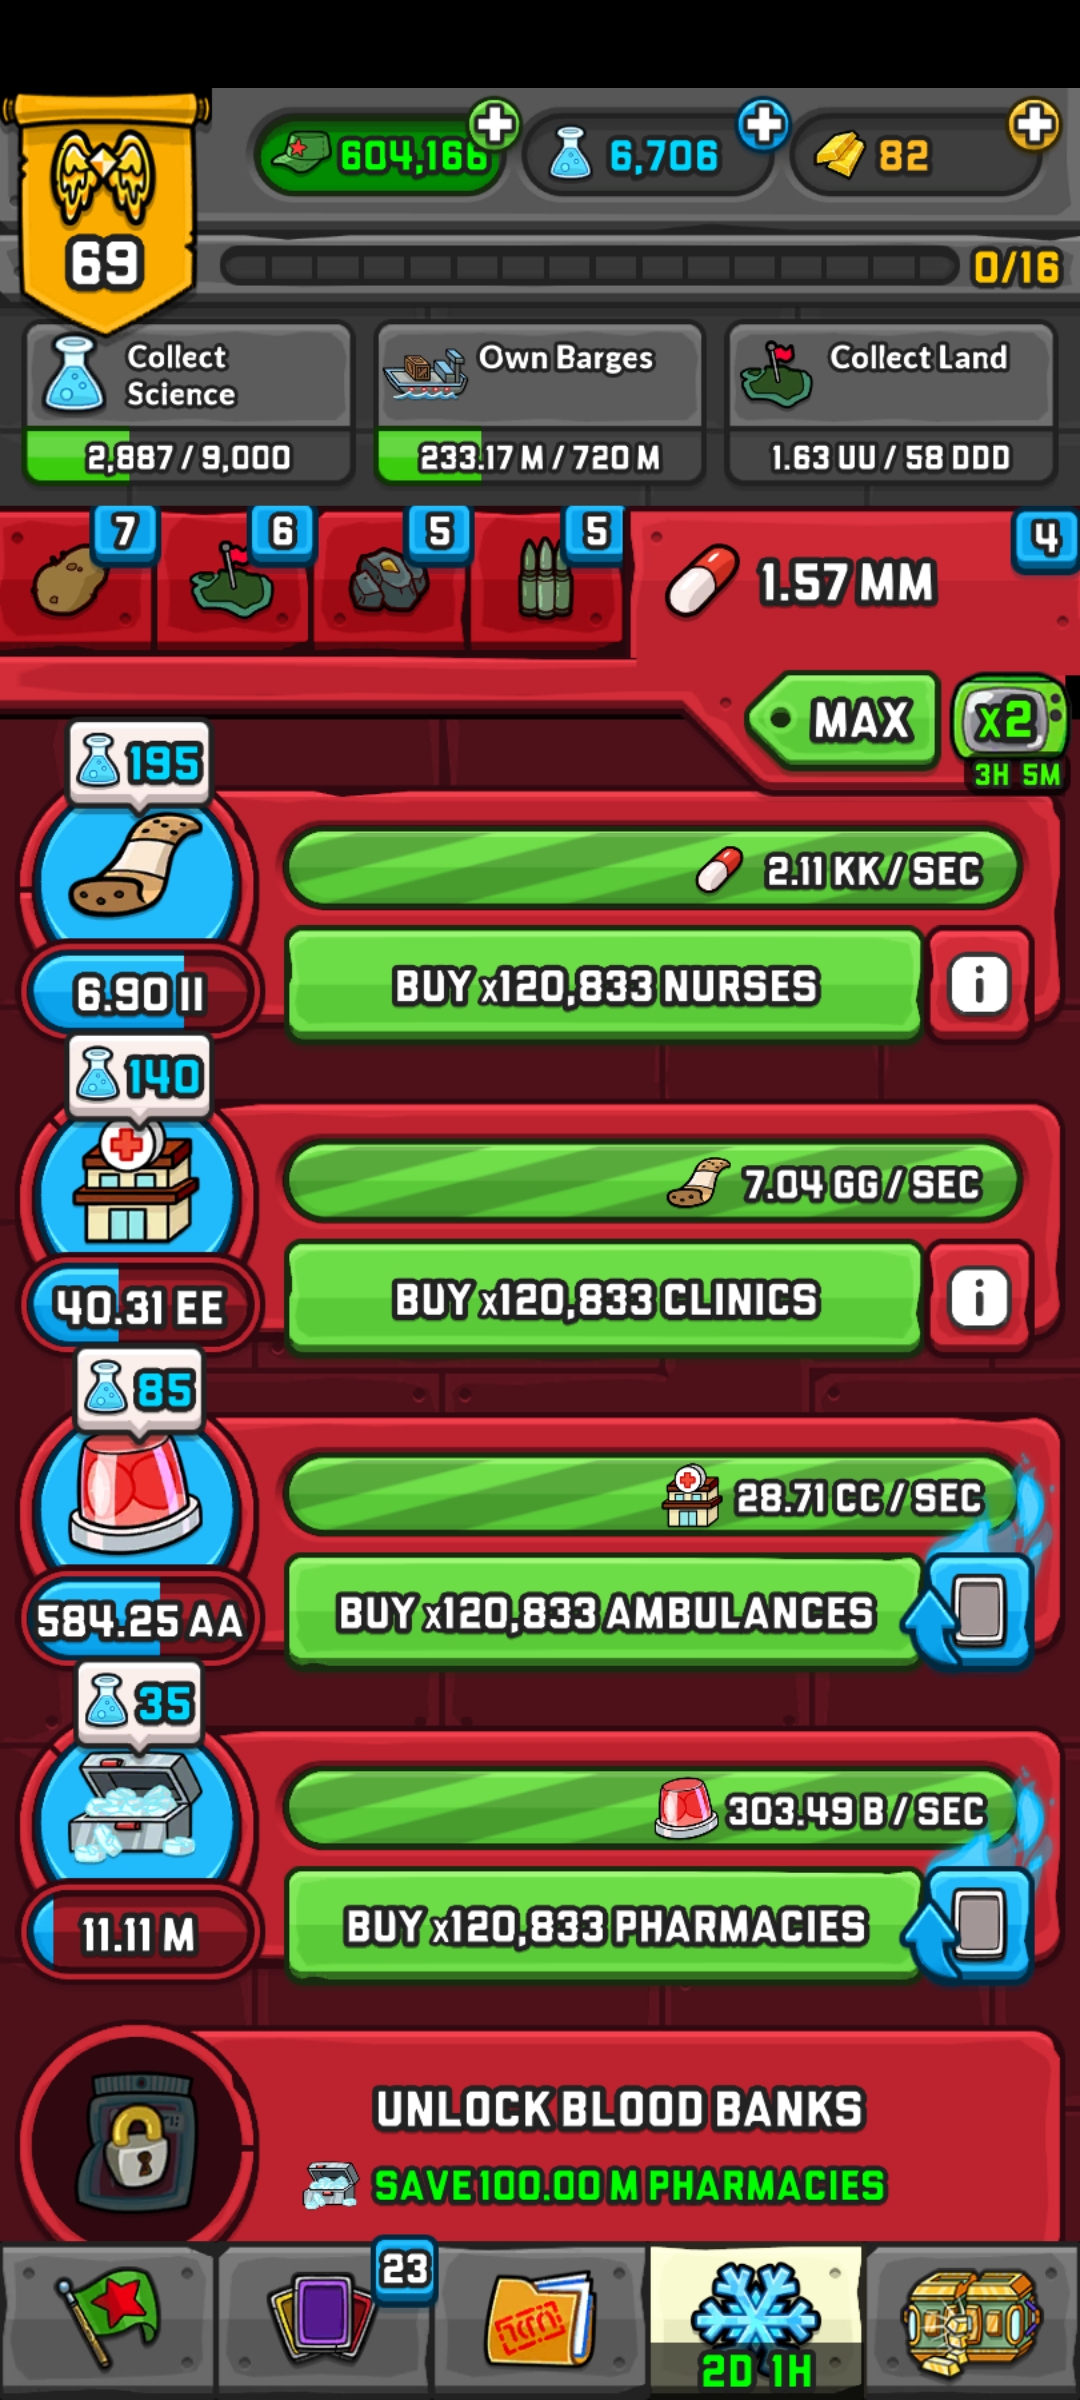 604,166
6,706
82
69
0/16
Collect Science
2,887 / 9,000
Own Barges
233.17 M / 720 M
Collect Land
1.63 UU / 58 DDD
7
6
5
5
4
1.57 MM
MAX
x2
3H 5M
195
2.11 KK / SEC
6.90 II
BUY x120,833 NURSES
i
140
7.04 GG / SEC
40.31 EE
BUY x120,833 CLINICS
i
85
28.71 CC / SEC
584.25 AA
BUY x120,833 AMBULANCES
35
303.49 B / SEC
11.11 M
BUY x120,833 PHARMACIES
UNLOCK BLOOD BANKS
SAVE 100.00 M PHARMACIES
23
2D 1H